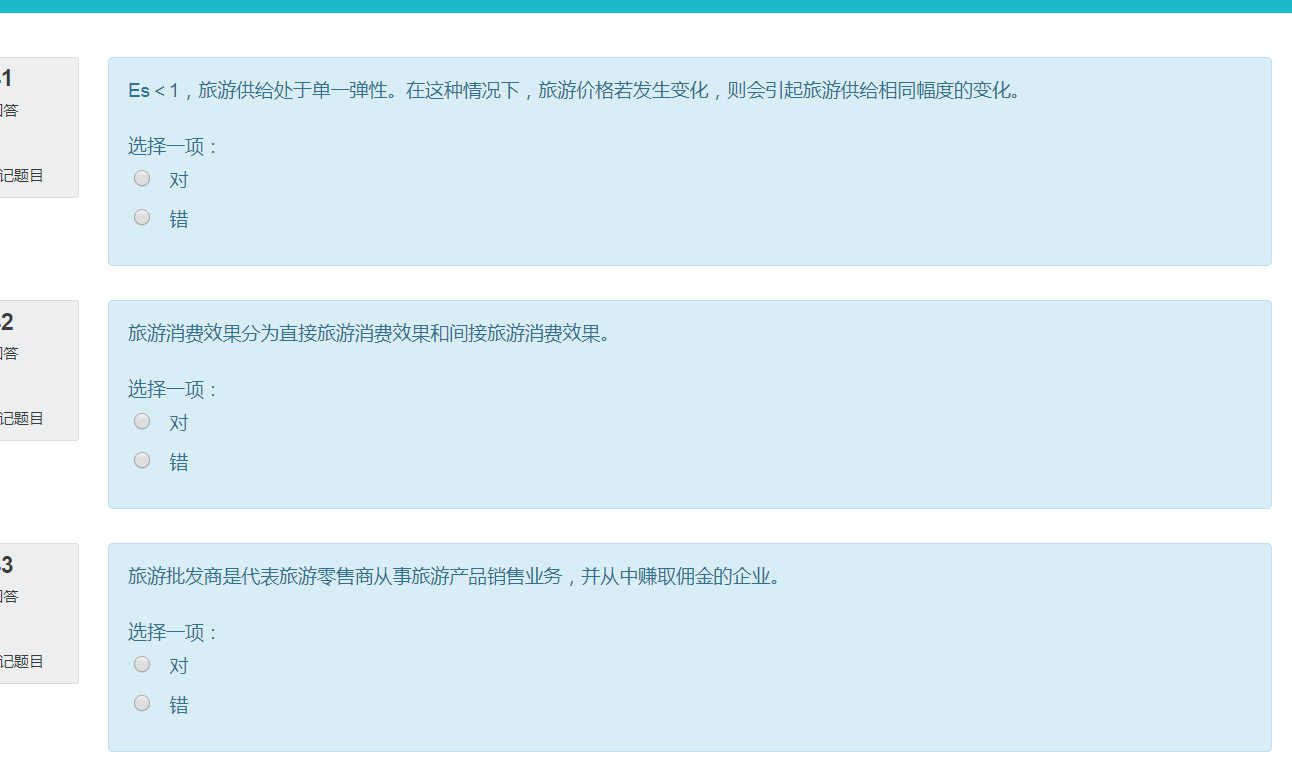 1
Es < 1，旅游供给处于单一弹性。在这种情况下，旅游价格若发生变化，则会引起旅游供给相同幅度的变化。
回答
选择一项：
记题目
对
错
2
旅游消费效果分为直接旅游消费效果和间接旅游消费效果。
回答
选择一项：
记题目
对
错
3
旅游批发商是代表旅游零售商从事旅游产品销售业务，并从中赚取佣金的企业。
回答
选择一项：
记题目
对
错